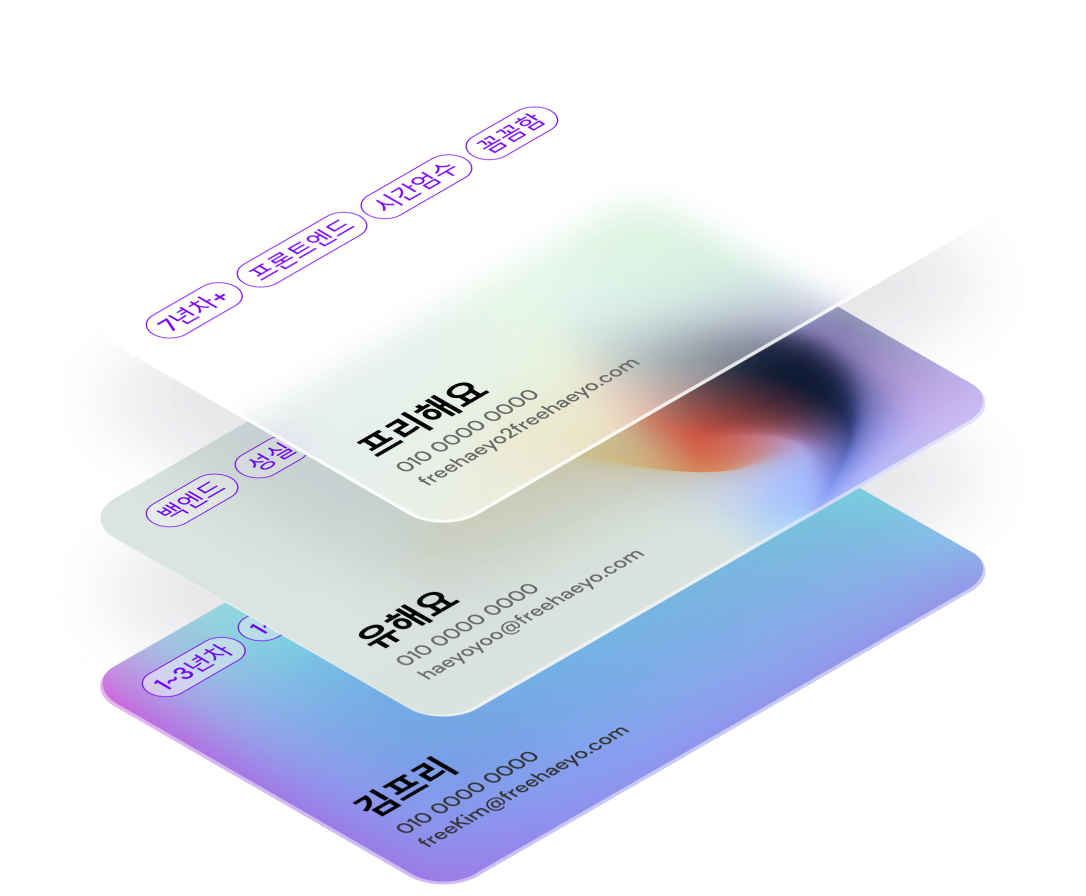 7년차+ 프론트엔드 시간엄수 꼼꼼함
프리해요
010 0000 0000
freehaeyo2freehaeyo.com
백엔드 성실
유해요
010 0000 0000
haeyoyoo@freehaeyo.com
1~3년차 1-
김프리
010 0000 0000
freeKim@freehaeyo.com